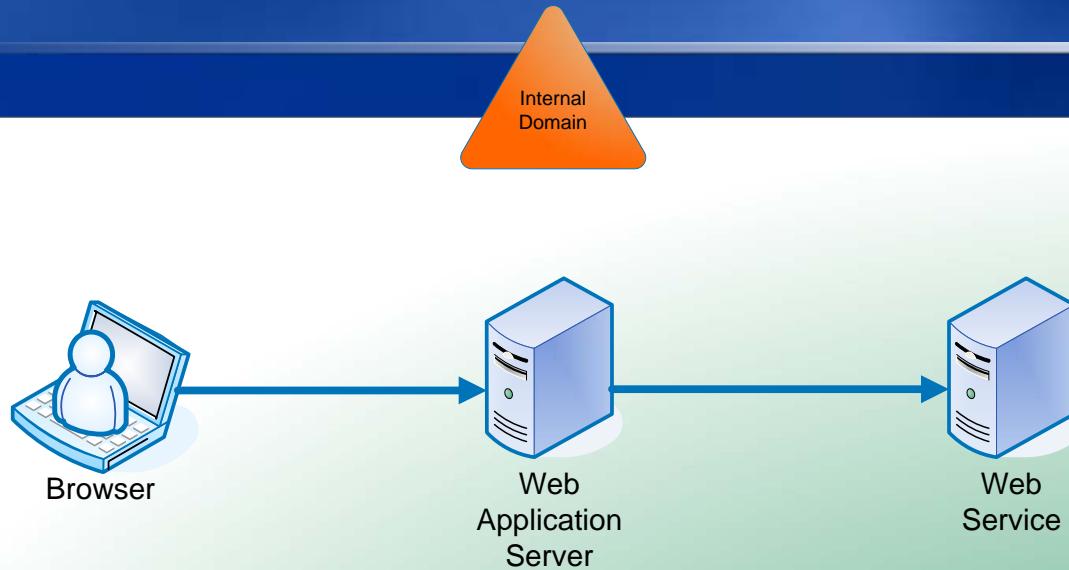 Internal
Domain
Browser
Web
Application
Server
Web
Service